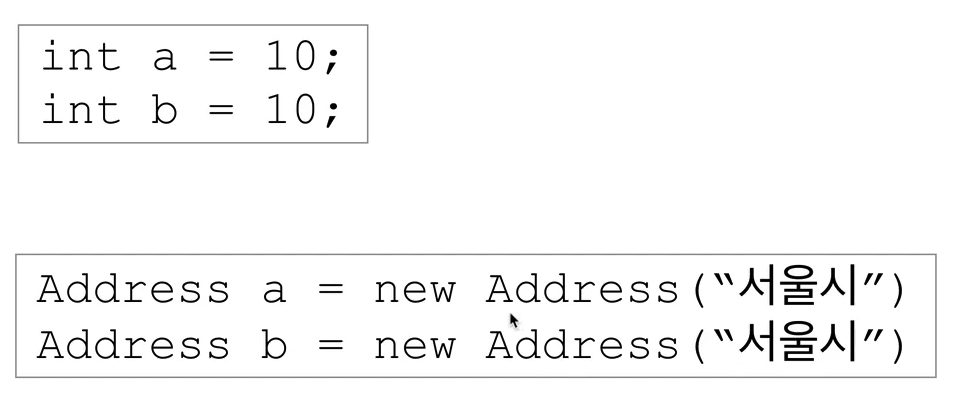 int a = 10;
int b = 10;
Address a = new Address(“서울시”)
Address b = new Address(“서울시”)